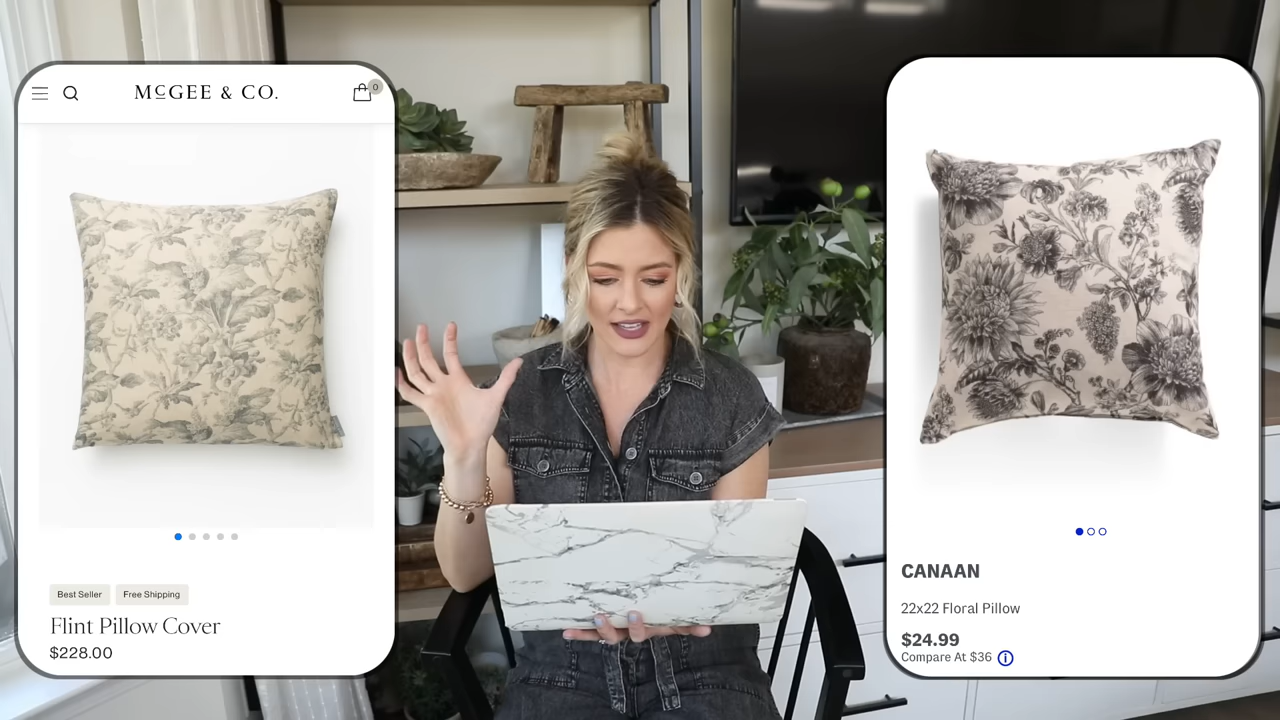 McGEE & CO.
0
Best Seller
Free Shipping
Flint Pillow Cover
$228.00
CANAAN
22x22 Floral Pillow
$24.99
Compare At $36